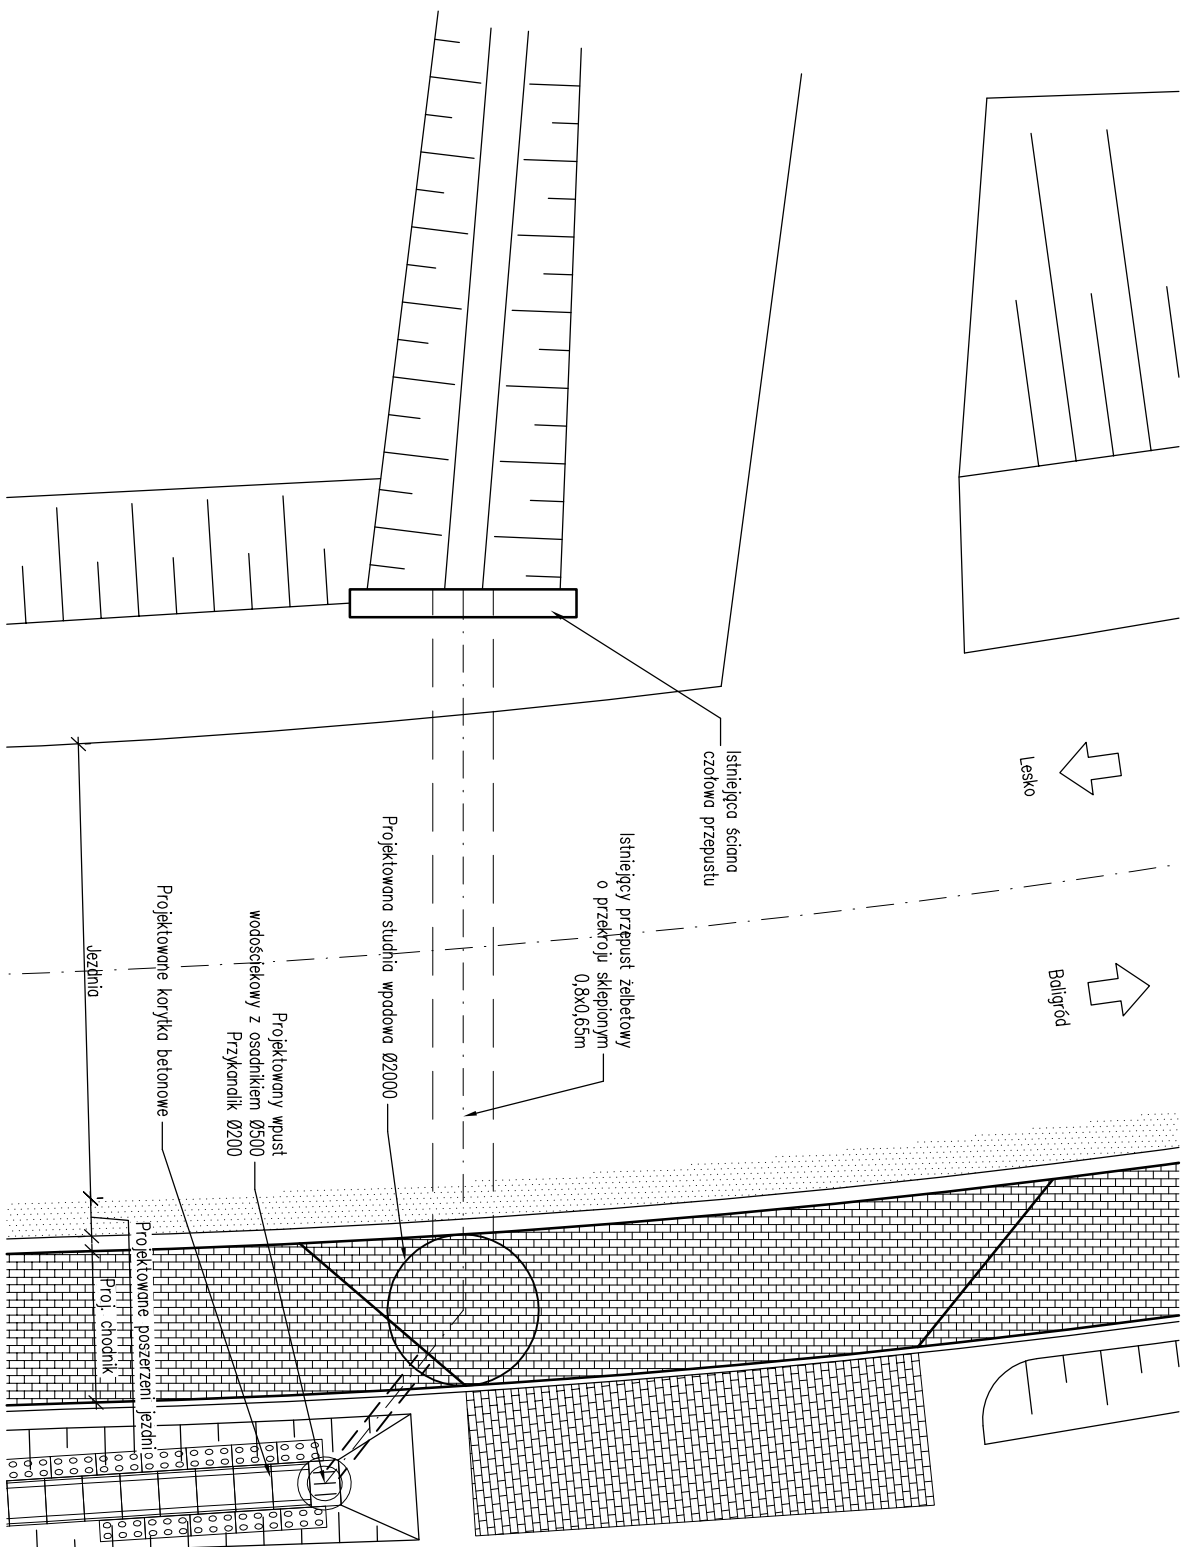 Lesko
Baligród
Istniejąca ściana
czołowa przepustu
Istniejący przepust żelbetowy
o przekroju sklepionym
0,8x0,65m
Projektowana studnia wpadowa Ø2000
Projektowany wpust
wodościekowy z osadnikiem Ø500
Przykanalik Ø200
Projektowane korytka betonowe
Projektowane poszerzeni jezdni
Proj. chodnik
Jezdnia